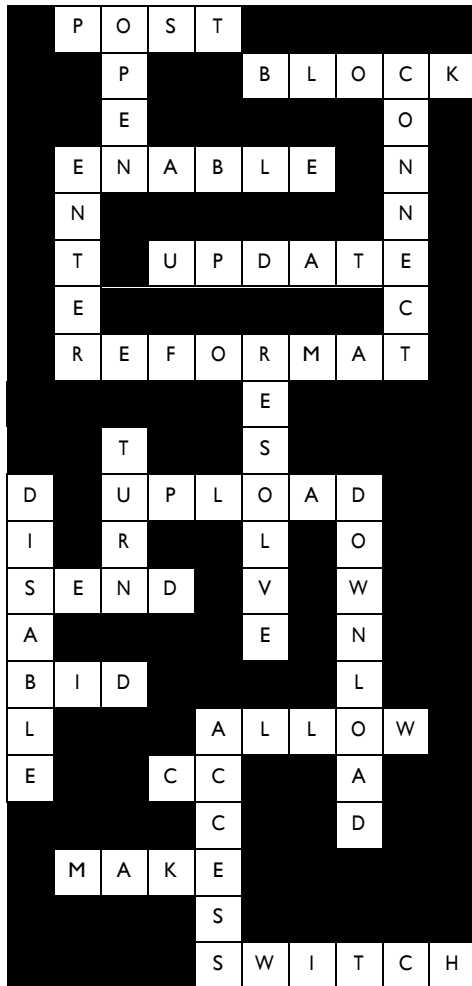 P O S T
P B L O C K
E O
E N A B L E N
N N
T U P D A T E
E C
R E F O R M A T
E
T S
D U P L O A D
I R L O
S E N D V W
A E N
B I D L
L A L L O W
E C C A
C D
M A K E
S
S W I T C H